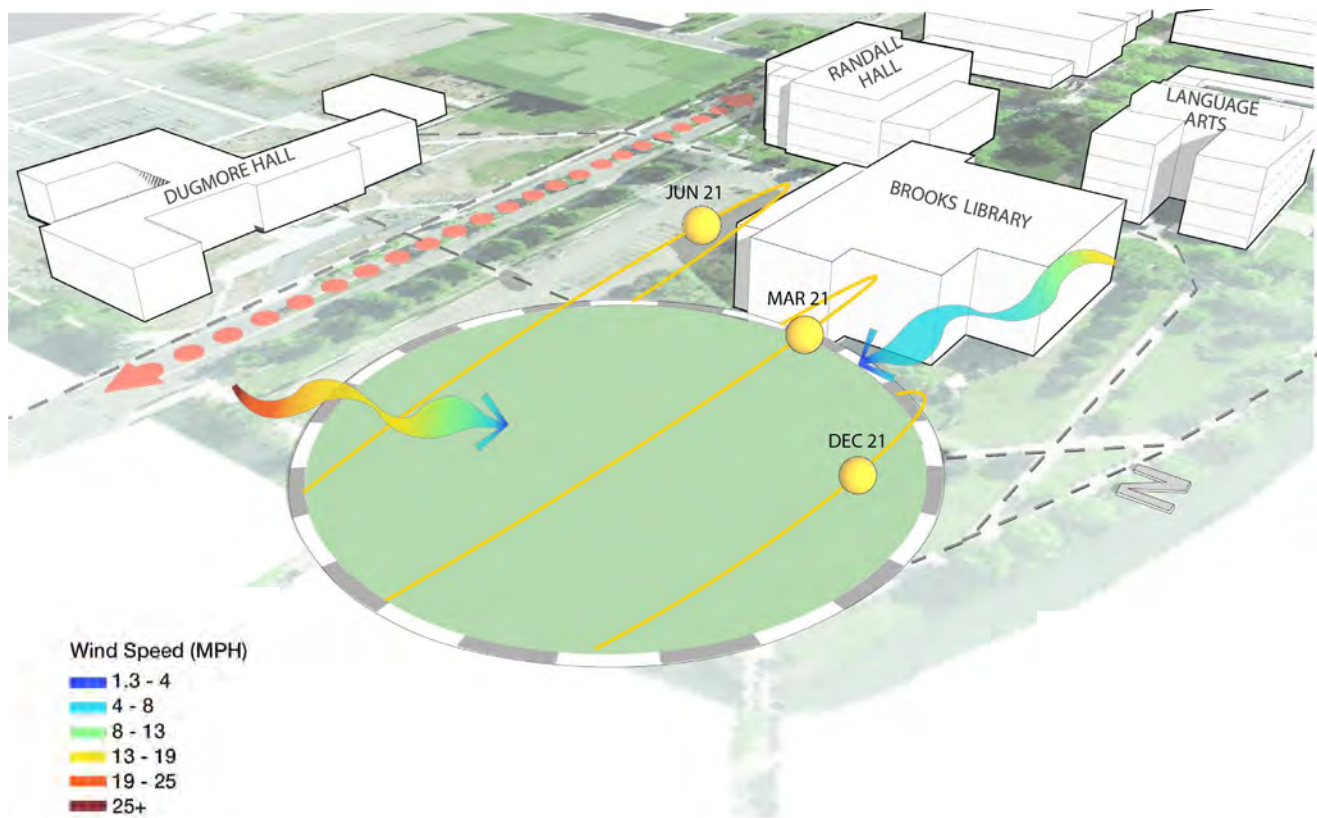 RANDALL
HALL
LANGUAGE
ARTS
DUGMORE HALL
JUN 21
BROOKS LIBRARY
MAR 21
DEC 21
N
Wind Speed (MPH)
1.3 - 4
4 - 8
8 - 13
13 - 19
19 - 25
25+